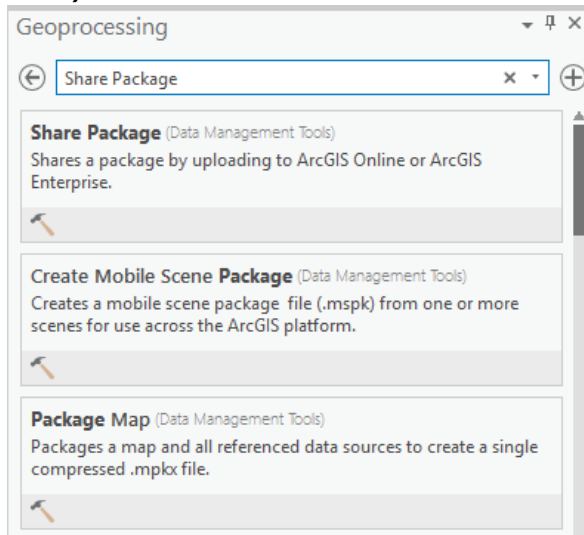 Geoprocessing
Share Package
Share Package (Data Management Tools)
Shares a package by uploading to ArcGIS Online or ArcGIS
Enterprise.
Create Mobile Scene Package (Data Management Tools)
Creates a mobile scene package file (.mspk) from one or more
scenes for use across the ArcGIS platform.
Package Map (Data Management Tools)
Packages a map and all referenced data sources to create a single
compressed .mpkx file.